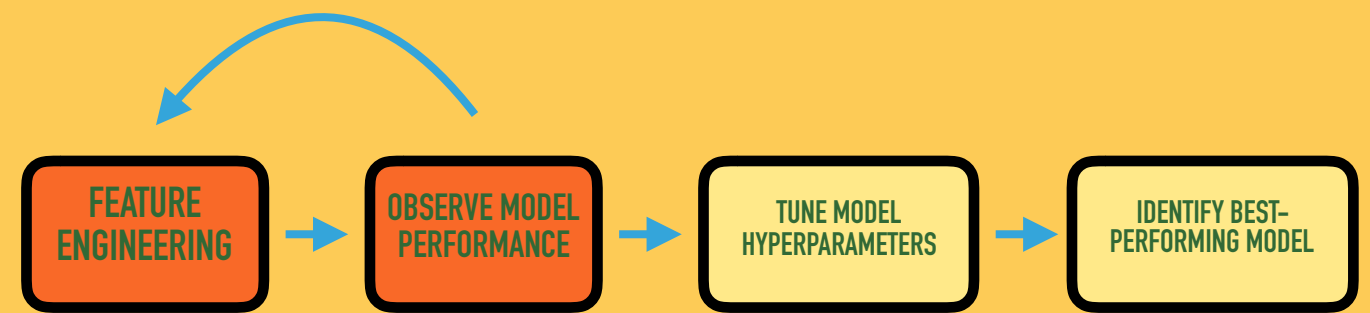 FEATURE
ENGINEERING
OBSERVE MODEL
PERFORMANCE
TUNE MODEL
HYPERPARAMETERS
IDENTIFY BEST-
PERFORMING MODEL